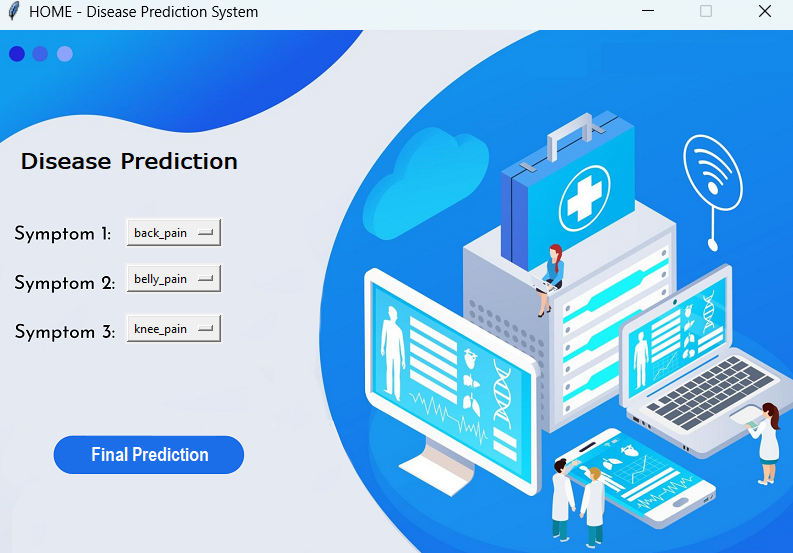 HOME - Disease Prediction System
Disease Prediction
Symptom 1: back_pain
Symptom 2: belly_pain
Symptom 3: knee_pain
Final Prediction